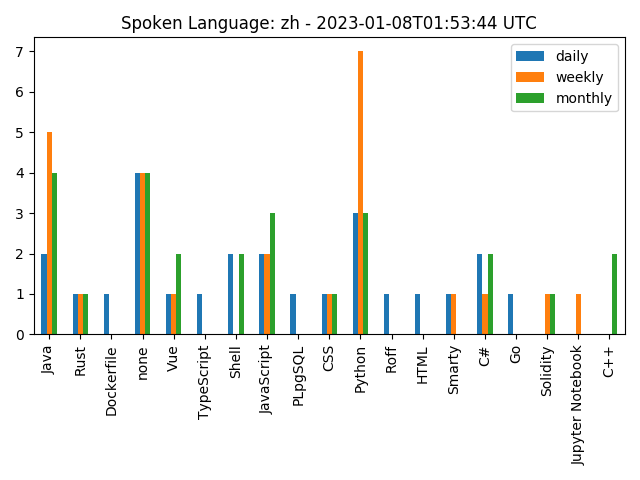 Spoken Language: zh - 2023-01-08T01:53:44 UTC
daily
weekly
monthly
7
6
5
4
3
2
1
0
Java
Rust
Dockerfile
none
Vue
TypeScript
Shell
JavaScript
PLpgSQL
CSS
Python
Roff
HTML
Smarty
C#
Go
Solidity
Jupyter Notebook
C++